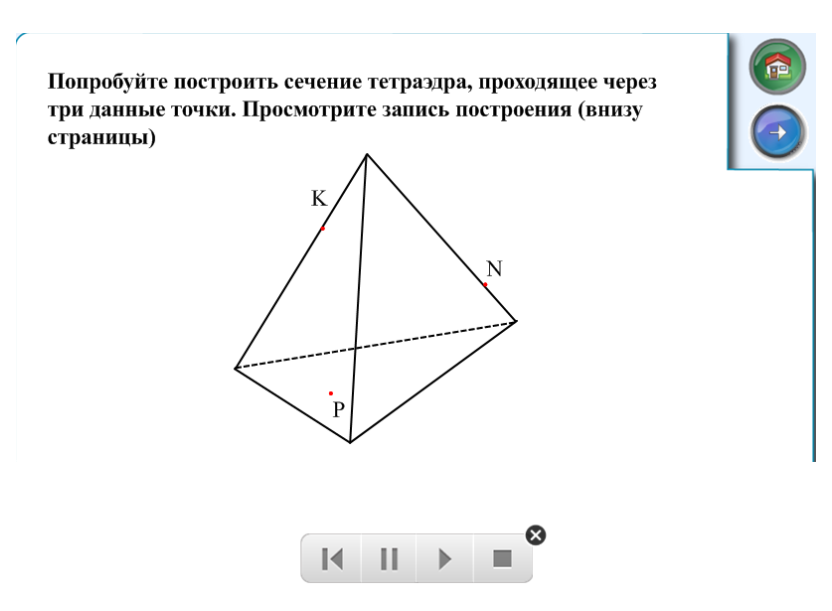 Попробуйте построить сечение тетраэдра, проходящее через
три данные точки. Просмотрите запись построения (внизу
страницы)
K
N
P